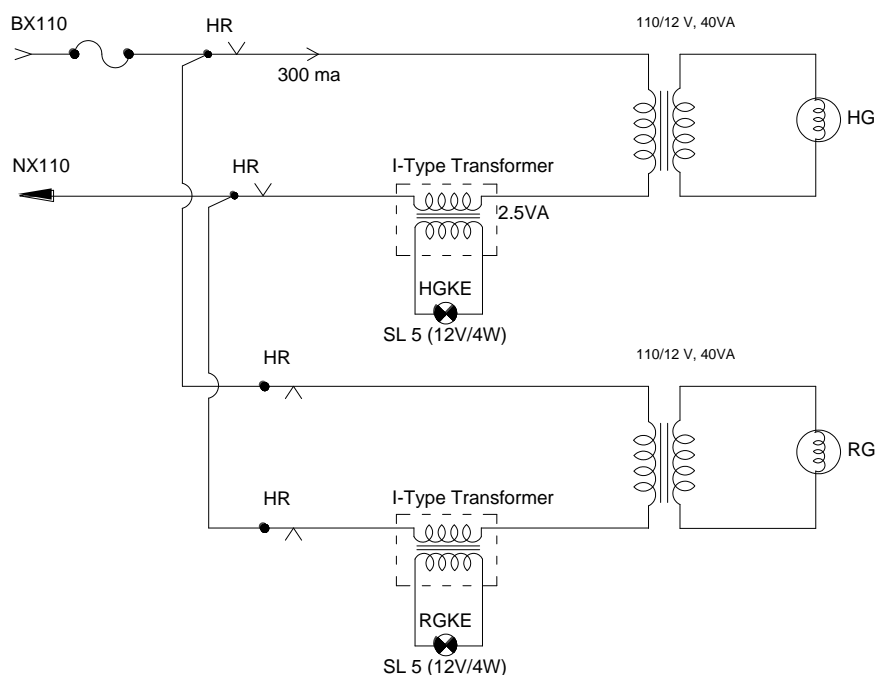 BX110
HR
110/12 V, 40VA
300 ma
HG
NX110
HR
I-Type Transformer
2.5VA
HGKE
SL 5 (12V/4W)
HR
110/12 V, 40VA
RG
HR
I-Type Transformer
RGKE
SL 5 (12V/4W)